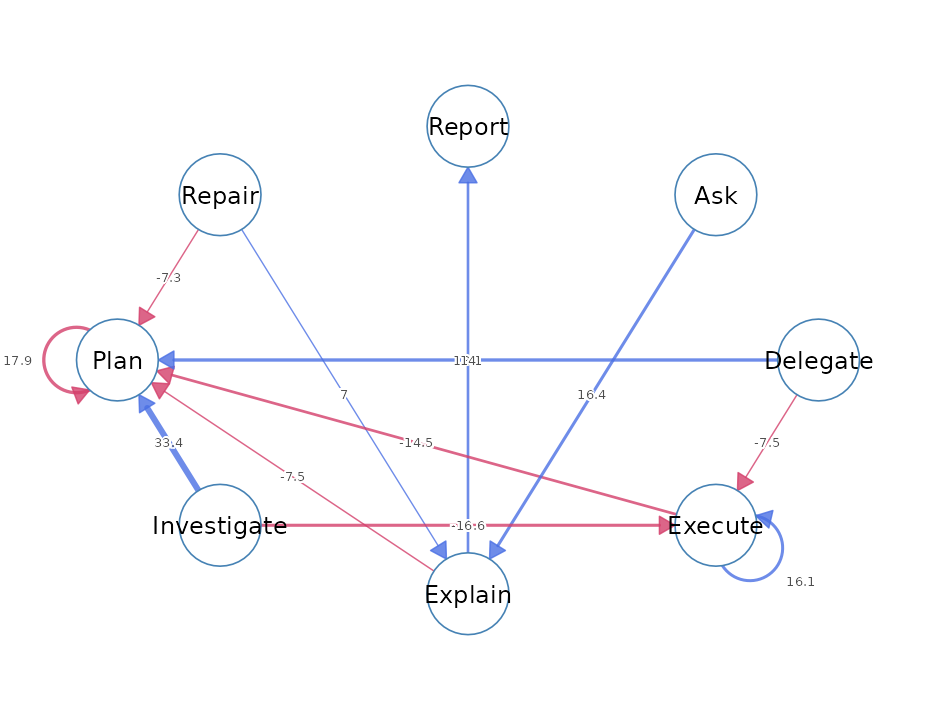 Report
Repair
Ask
-7.3
Plan
17.9
Delegate
7
16.4
33.4
-14.5
-7.5
-7.5
Investigate
-16.6
Execute
16.1
Explain